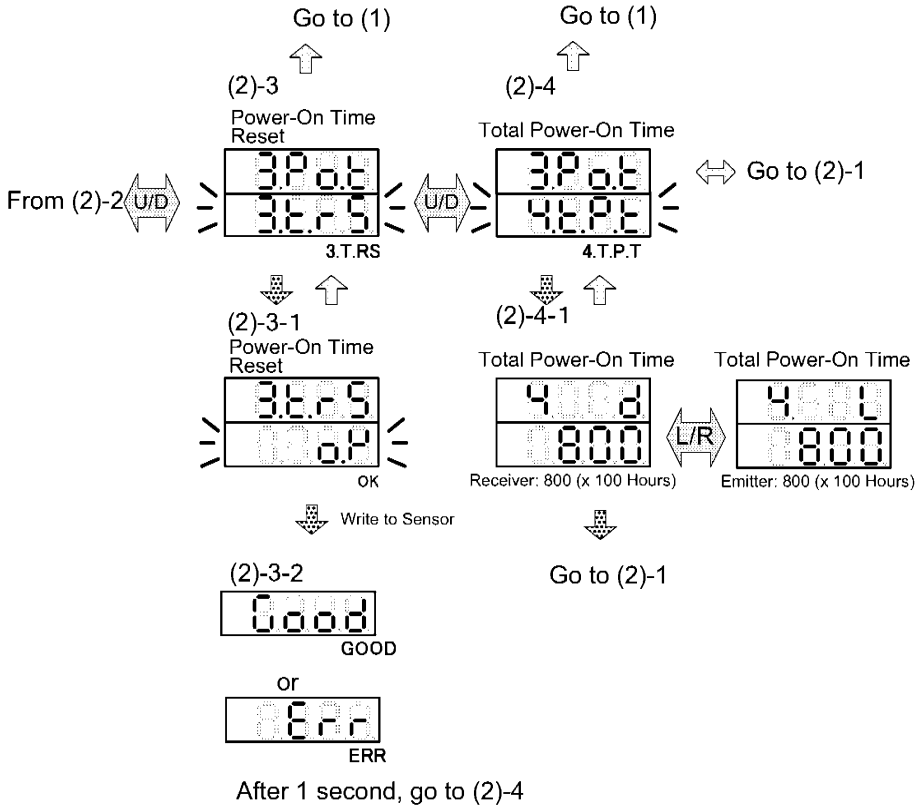 Go to (1)
Go to (1)
(2)-3
(2)-4
Power-On Time
Reset
Total Power-On Time
3.Po.t
3.Po.t
From (2)-2
U/D
3.t.rS
U/D
4.t.P.t
Go to (2)-1
3.T.RS
4.T.P.T
(2)-3-1
(2)-4-1
Power-On Time
Reset
Total Power-On Time
Total Power-On Time
3.t.rS
4 d
4. L
o.K
800
L/R
800
OK
Receiver: 800 (x 100 Hours)
Emitter: 800 (x 100 Hours)
Write to Sensor
(2)-3-2
Go to (2)-1
Good
GOOD
or
Err
ERR
After 1 second, go to (2)-4